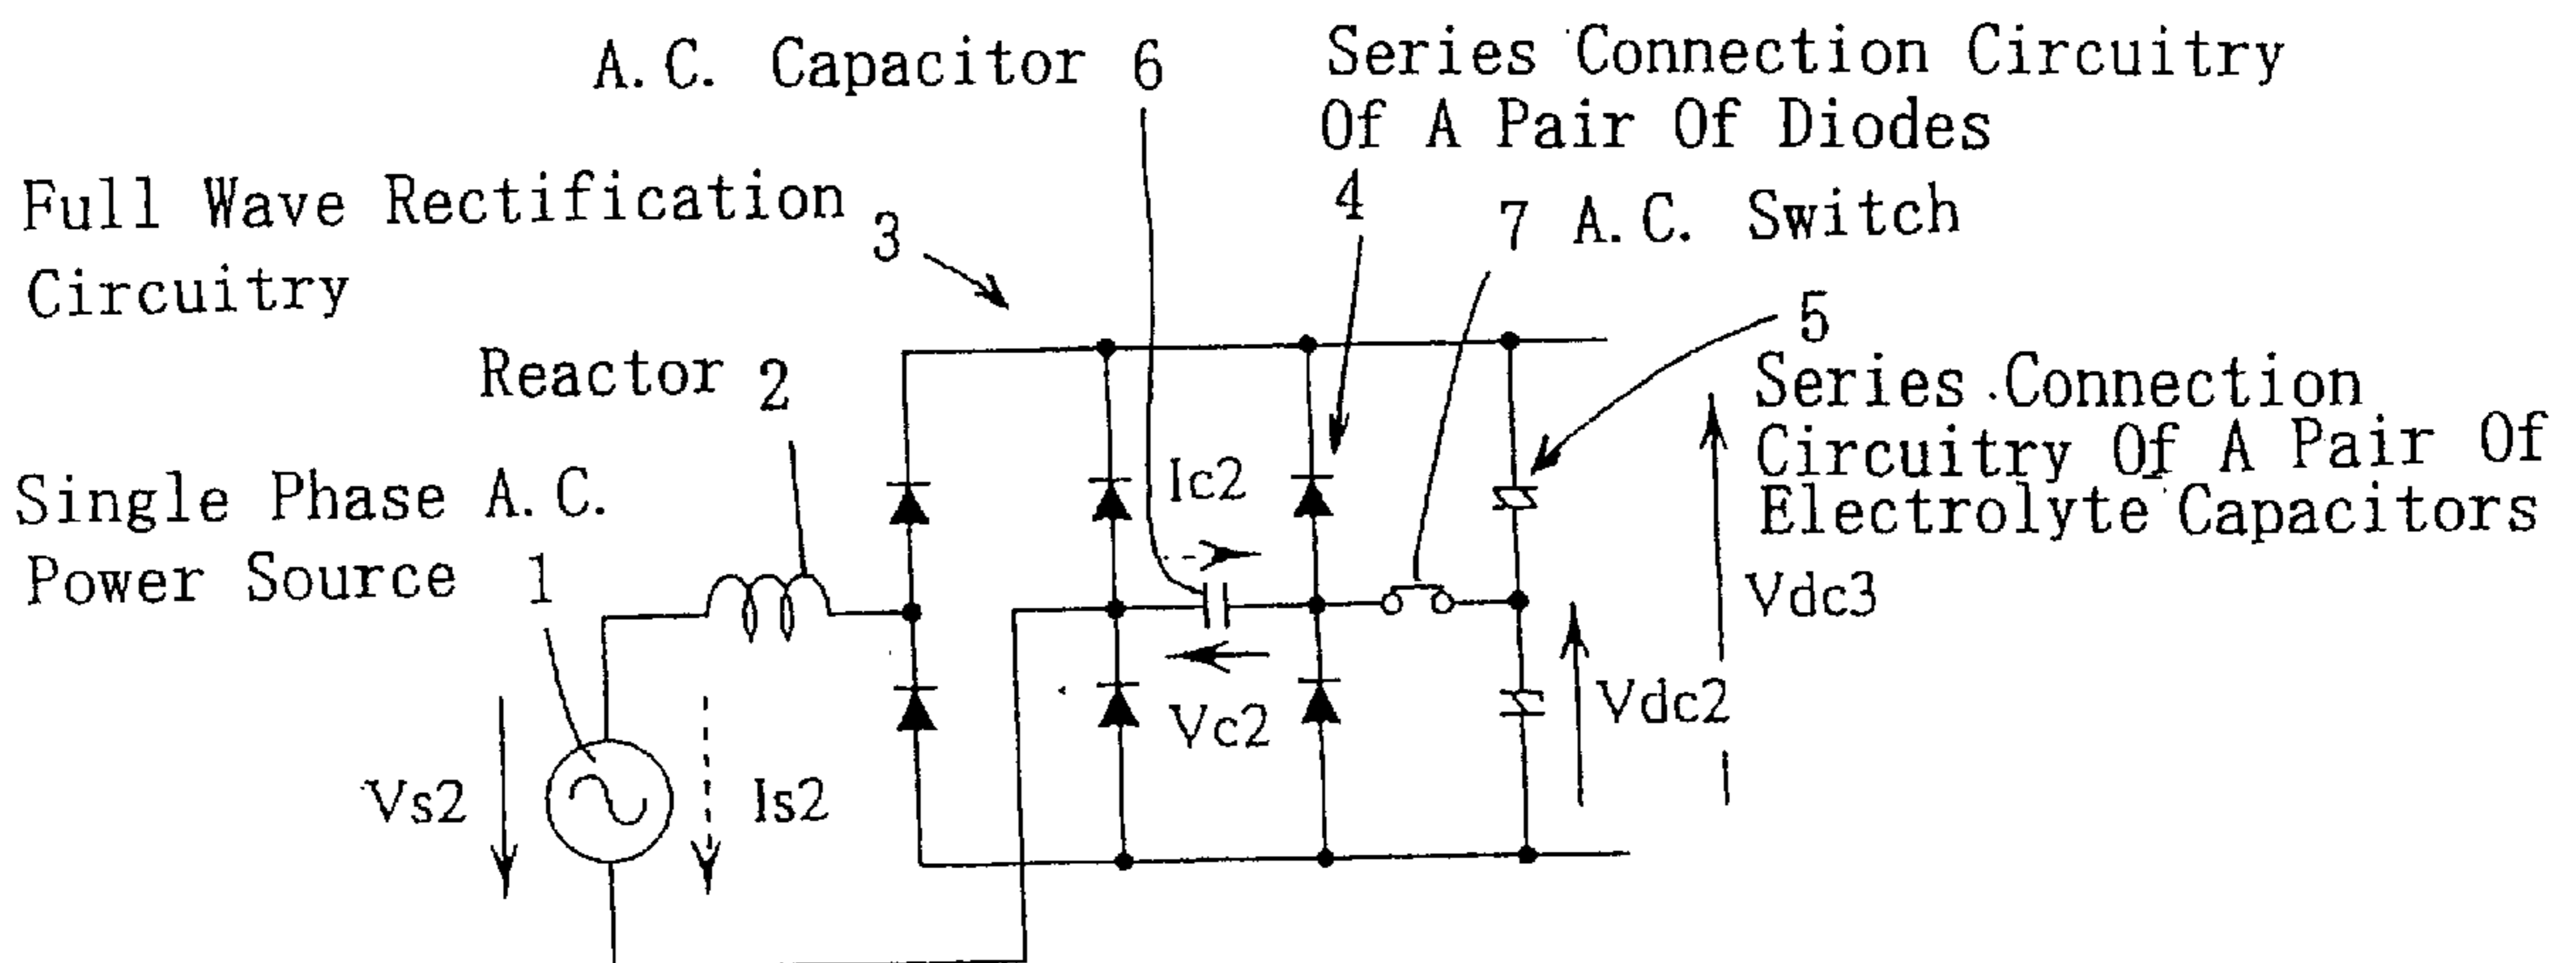 A.C. Capacitor 6
Series Connection Circuitry
Of A Pair Of Diodes
4
Full Wave Rectification
Circuitry
3
7 A.C. Switch
5
Series Connection
Circuitry Of A Pair Of
Electrolyte Capacitors
Reactor 2
Single Phase A.C.
Power Source 1
Ic2
Vc2
Vdc3
Vdc2
Vs2
Is2